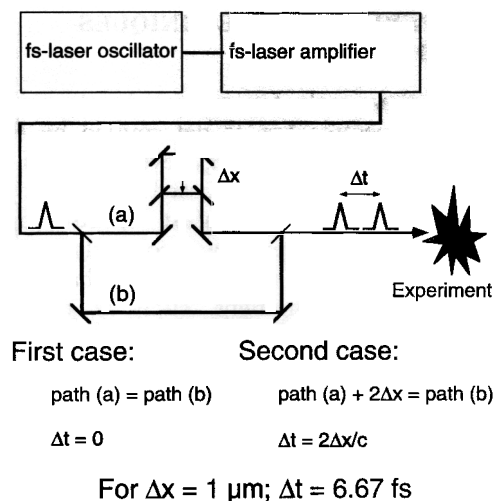 fs-laser oscillator
fs-laser amplifier
Δx
Δt
(a)
(b)
Experiment
First case:
Second case:
path (a) = path (b)
path (a) + 2Δx = path (b)
Δt = 0
Δt = 2Δx/c
For Δx = 1 μm; Δt = 6.67 fs